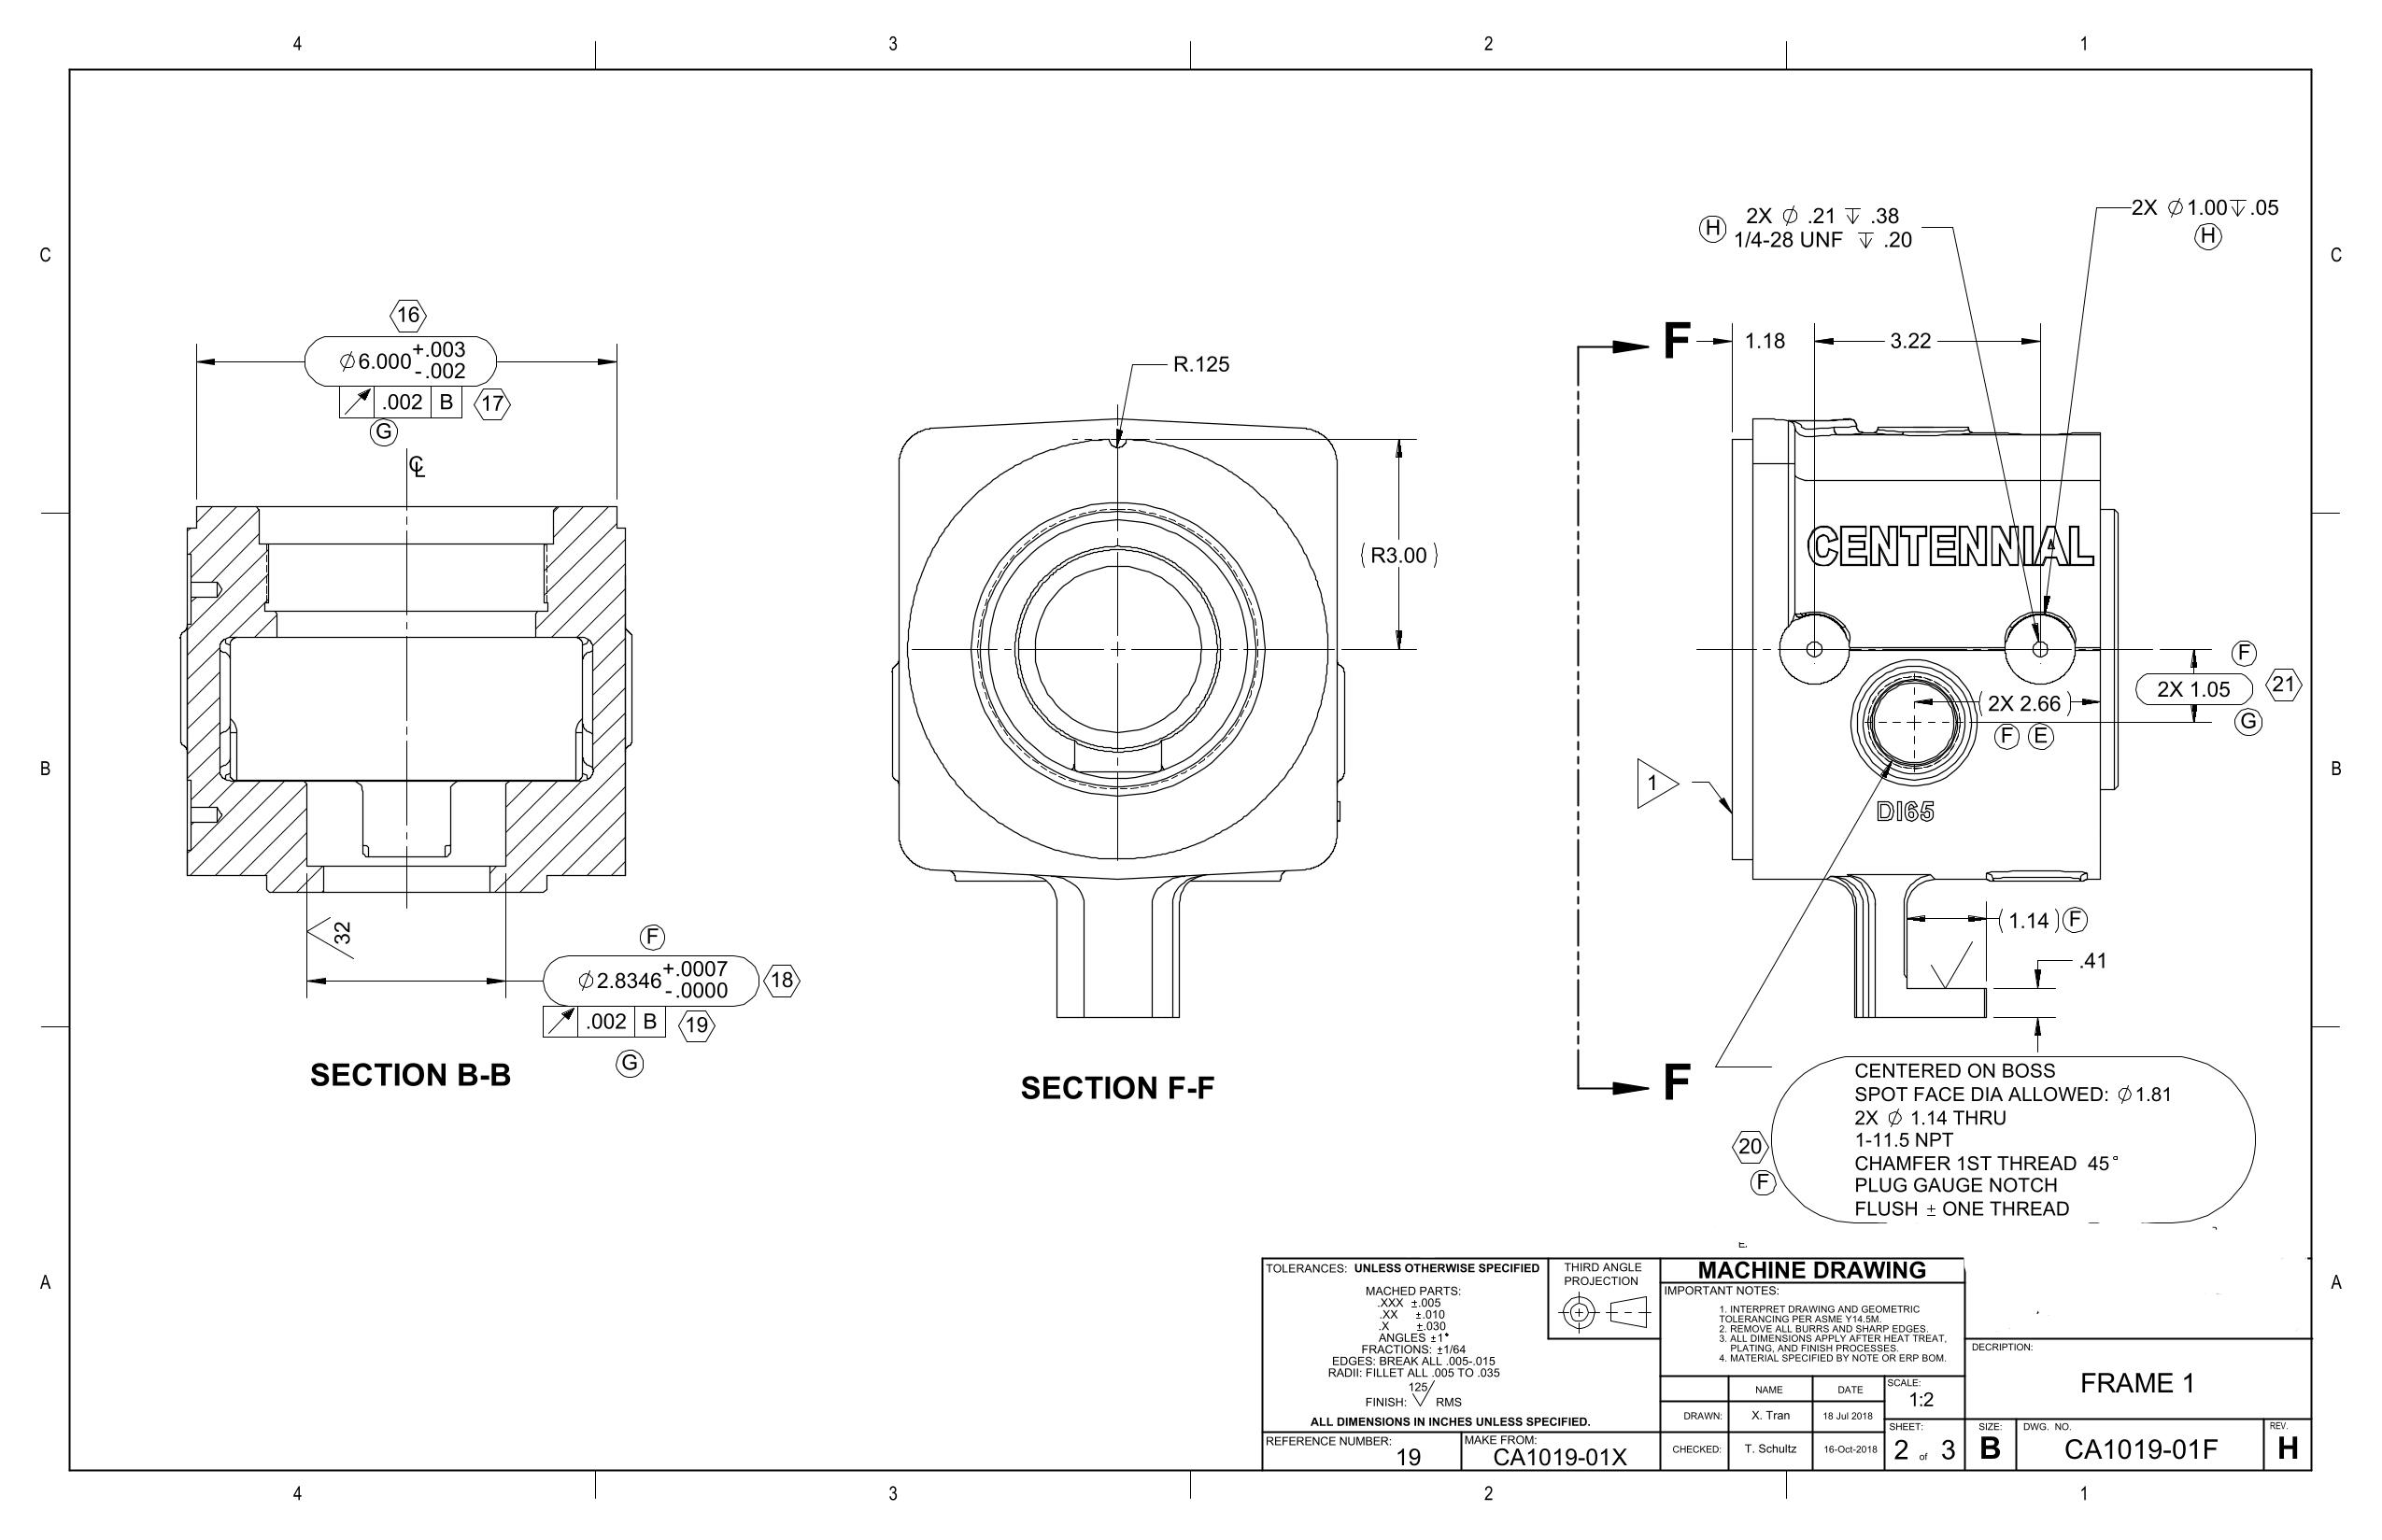 4 3 2 1
C
C
B
B
A
A
16
⌀6.000 +.003
-.002
.002 B
17
G
℄
32
F
⌀2.8346 +.0007
-.0000
18
.002 B
19
G
SECTION B-B
R.125
(R3.00)
SECTION F-F
H
2X ⌀ .21 ↧ .38
1/4-28 UNF ↧ .20
2X ⌀1.00↧.05
H
F
1.18
3.22
CENTENNIAL
F
2X 1.05
21
G
(2X 2.66)
F E
1
DI65
(1.14) F
.41
F
CENTERED ON BOSS
SPOT FACE DIA ALLOWED: ⌀1.81
2X ⌀ 1.14 THRU
1-11.5 NPT
CHAMFER 1ST THREAD 45°
PLUG GAUGE NOTCH
FLUSH ± ONE THREAD
20
F
TOLERANCES: UNLESS OTHERWISE SPECIFIED
MACHED PARTS:
.XXX ±.005
.XX ±.010
.X ±.030
ANGLES ±1°
FRACTIONS: ±1/64
EDGES: BREAK ALL .005-.015
RADII: FILLET ALL .005 TO .035
125
FINISH: √ RMS
ALL DIMENSIONS IN INCHES UNLESS SPECIFIED.
REFERENCE NUMBER:
19
MAKE FROM:
CA1019-01X
THIRD ANGLE
PROJECTION
MACHINE DRAWING
IMPORTANT NOTES:
1. INTERPRET DRAWING AND GEOMETRIC
TOLERANCING PER ASME Y14.5M.
2. REMOVE ALL BURRS AND SHARP EDGES.
3. ALL DIMENSIONS APPLY AFTER HEAT TREAT,
PLATING, AND FINISH PROCESSES.
4. MATERIAL SPECIFIED BY NOTE OR ERP BOM.
NAME DATE
DRAWN: X. Tran 18 Jul 2018
CHECKED: T. Schultz 16-Oct-2018
SCALE:
1:2
SHEET:
2 of 3
DECRIPTION:
FRAME 1
SIZE:
B
DWG. NO.
CA1019-01F
REV.
H
4 3 2 1